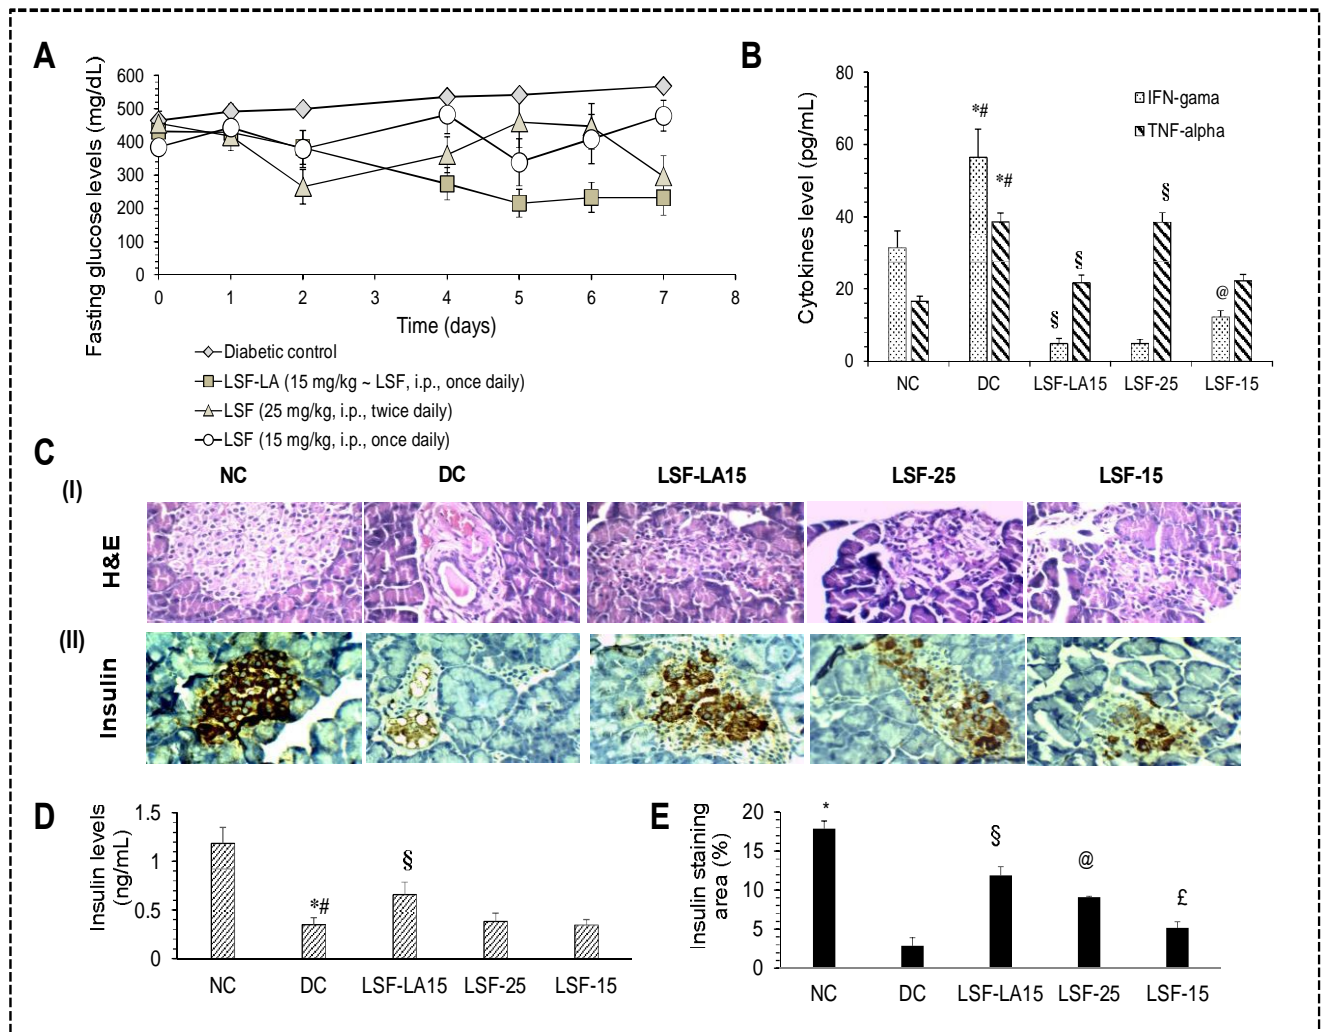 A
Fasting glucose levels (mg/dL)
600
500
400
300
200
100
0
0 1 2 3 4 5 6 7 8
Time (days)
Diabetic control
LSF-LA (15 mg/kg ~ LSF, i.p., once daily)
LSF (25 mg/kg, i.p., twice daily)
LSF (15 mg/kg, i.p., once daily)
B
Cytokines level (pg/mL)
80
60
40
20
0
IFN-gama
TNF-alpha
*#
*#
§
§
§
@
NC DC LSF-LA15 LSF-25 LSF-15
C
NC DC LSF-LA15 LSF-25 LSF-15
(I)
H&E
(II)
Insulin
D
Insulin levels
(ng/mL)
1.5
1
0.5
0
*#
§
NC DC LSF-LA15 LSF-25 LSF-15
E
Insulin staining
area (%)
20
15
10
5
0
*
§
@
£
NC DC LSF-LA15 LSF-25 LSF-15